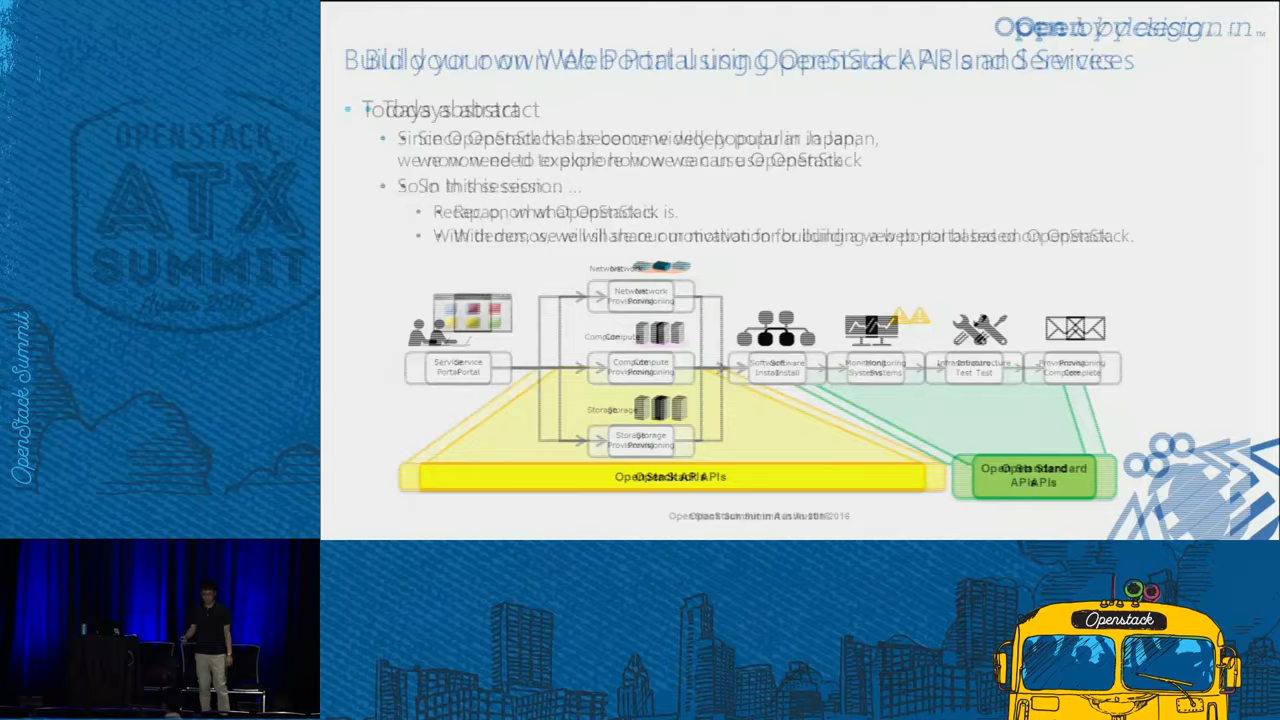 Open by design
Build your own Web Portal using OpenStack APIs and Services
Today's abstract
Since OpenStack has become widely popular in Japan,
we now need to explore how we can use OpenStack
So In this session…
Recap, on what OpenStack is.
With demos, we will share our motivation for building a web portal based on OpenStack.
OPENSTACK
ATX
SUMMIT
OpenStack Summit
Network
Network
Provisioning
Compute
Service
Portal
Compute
Provisioning
Software
Install
Monitoring
Systems
Infrastructure
Test
Proving
Complete
Storage
Storage
Provisioning
OpenStack APIs
Open Standard
APIs
OpenStack Summit in Austin 2016
Openstack